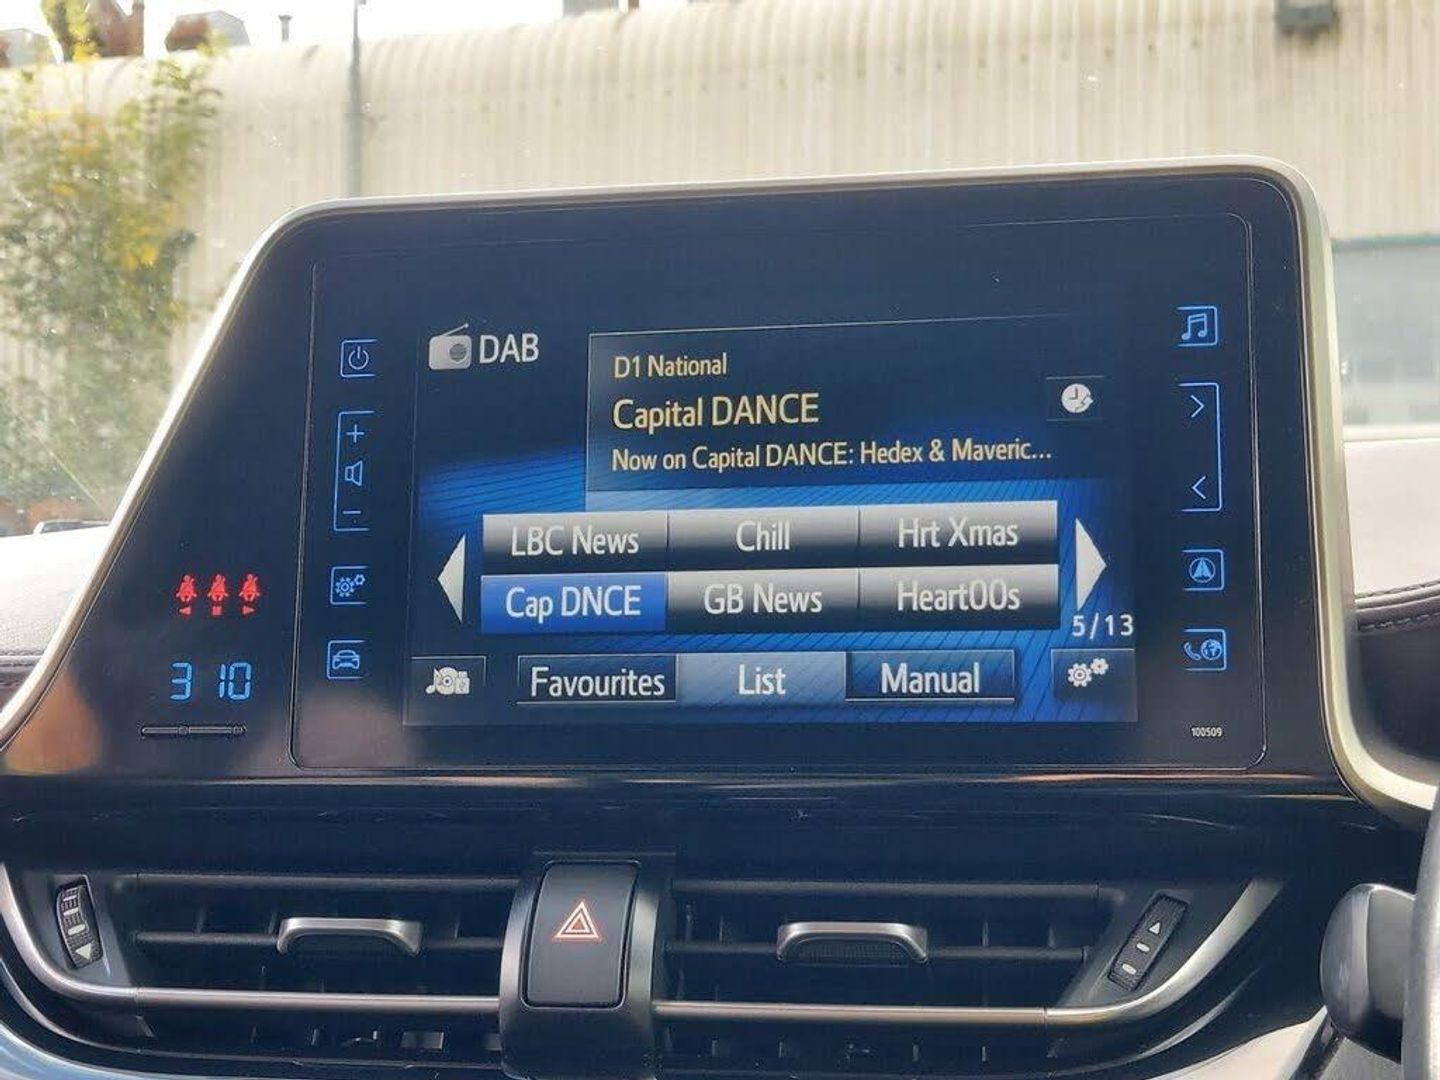 DAB
D1 National
Capital DANCE
Now on Capital DANCE: Hedex & Maveric...
LBC News Chill Hrt Xmas
Cap DNCE GB News Heart00s
5/13
Favourites List Manual
3 10
100509